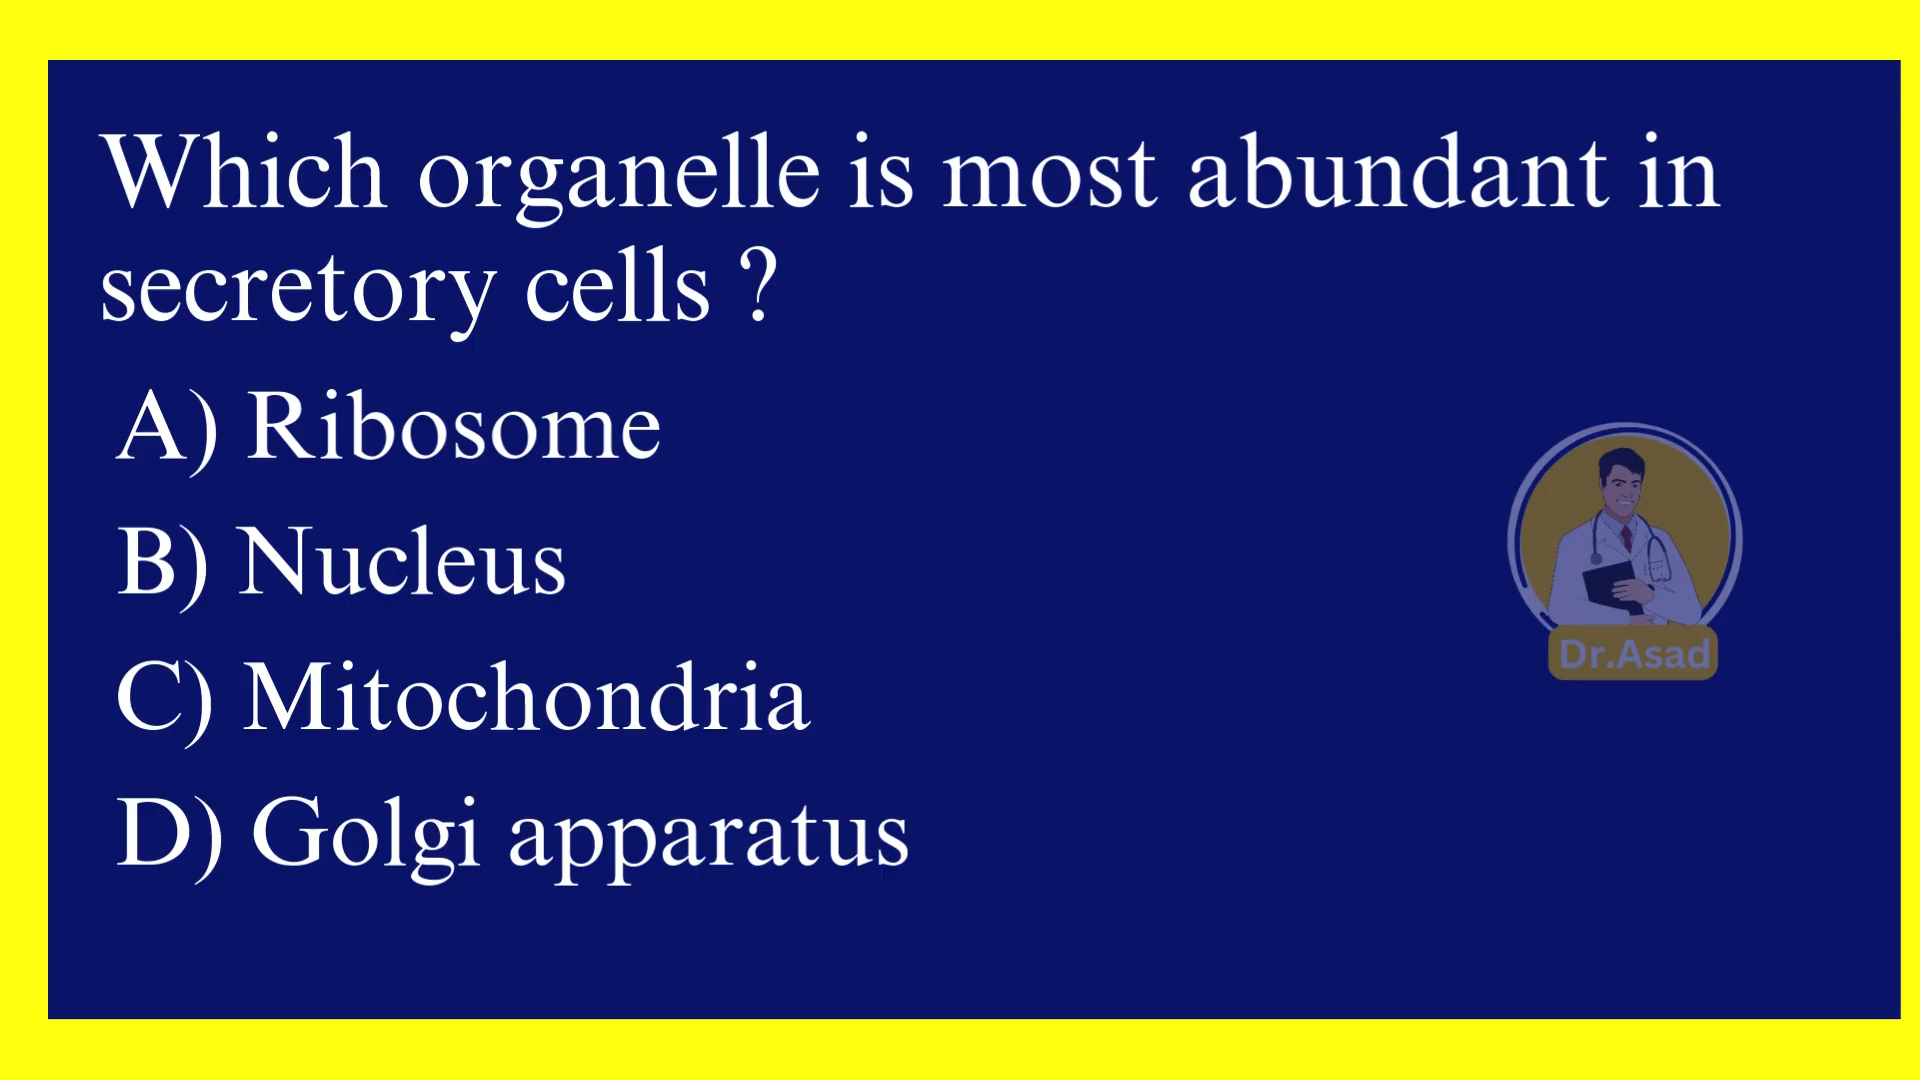 Which organelle is most abundant in
secretory cells ?
A) Ribosome
B) Nucleus
C) Mitochondria
D) Golgi apparatus
Dr.Asad